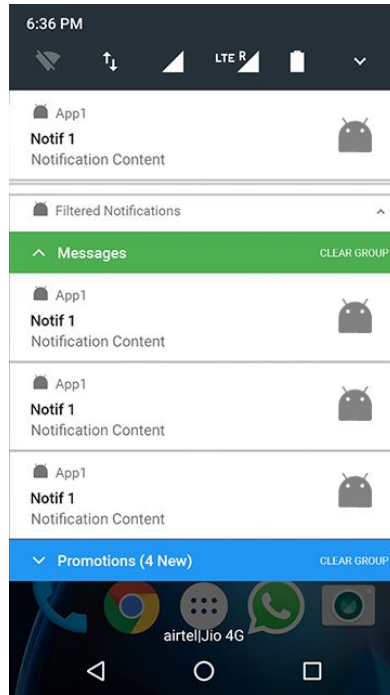 6:36 PM
LTE R
App1
Notif 1
Notification Content
Filtered Notifications
Messages CLEAR GROUP
App1
Notif 1
Notification Content
App1
Notif 1
Notification Content
App1
Notif 1
Notification Content
Promotions (4 New) CLEAR GROUP
airtel|Jio 4G